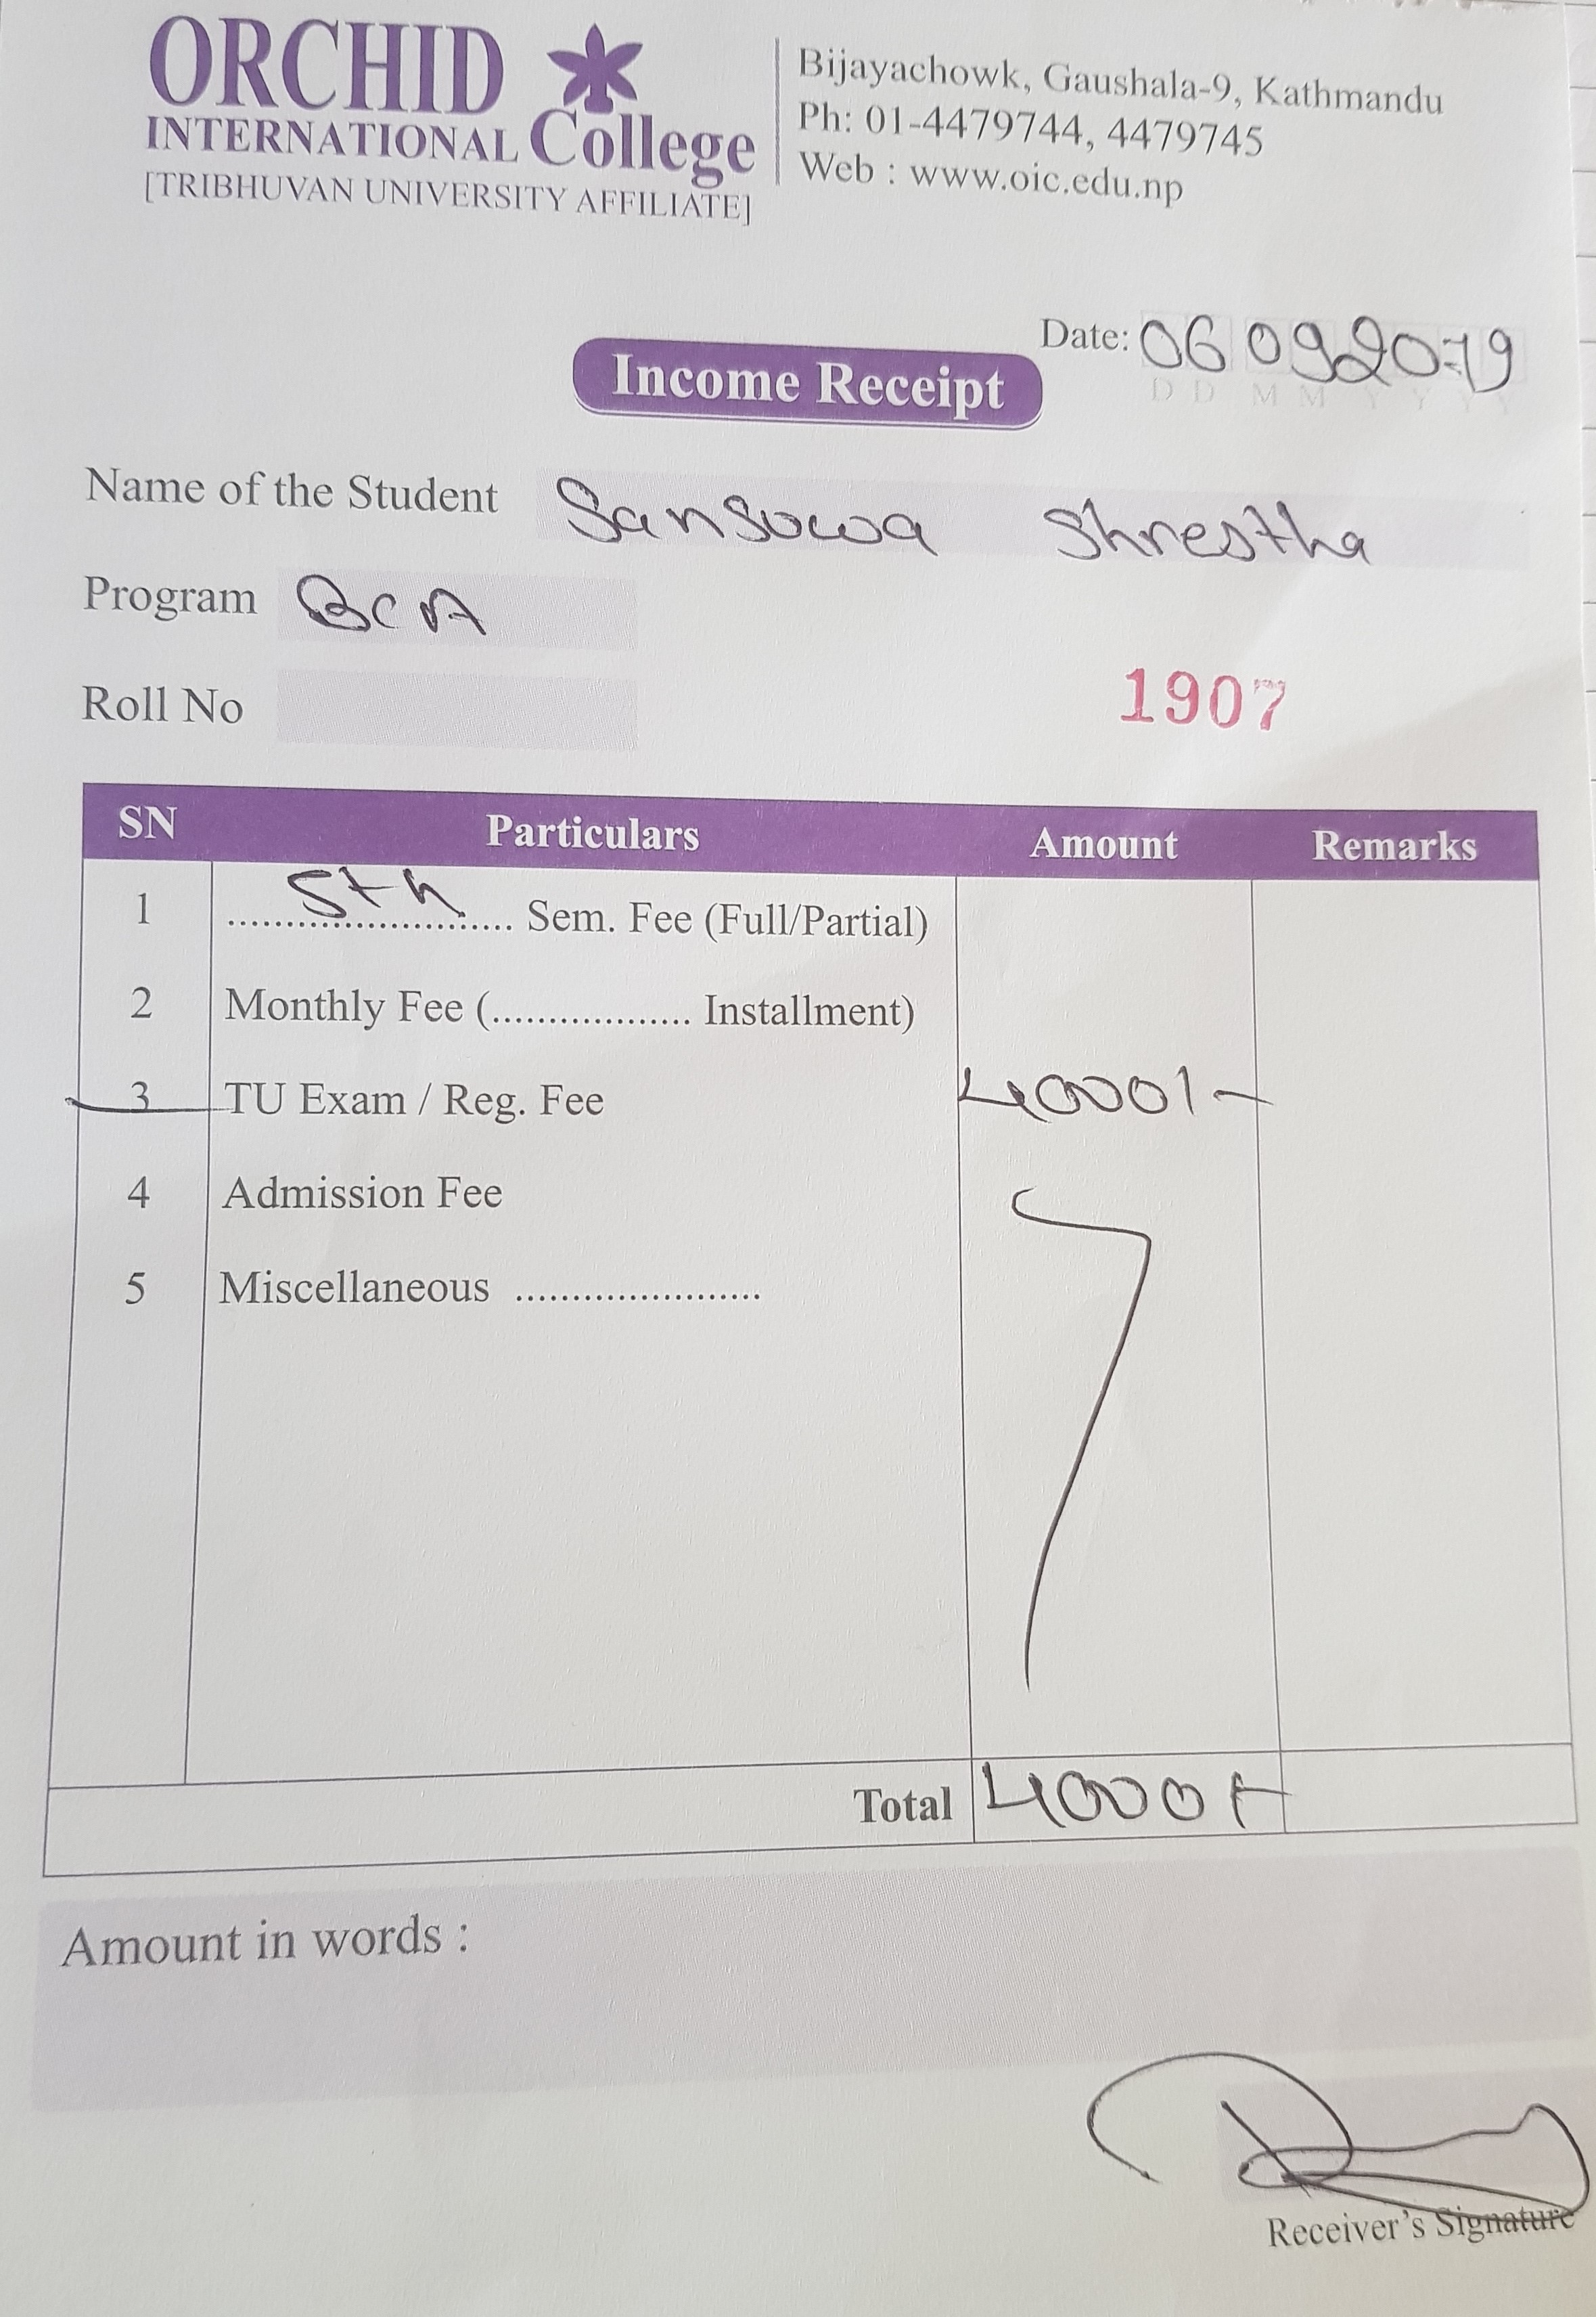 ORCHID
INTERNATIONAL College
[TRIBHUVAN UNIVERSITY AFFILIATE]
Bijayachowk, Gaushala-9, Kathmandu
Ph: 01-4479744, 4479745
Web : www.oic.edu.np
Date: 06 09 2079
D D M M Y Y Y Y
Income Receipt
Name of the Student Sansuwa Shrestha
Program BCA
Roll No
1907
SN Particulars Amount Remarks
1 ....5th.... Sem. Fee (Full/Partial)
2 Monthly Fee (.................. Installment)
3 TU Exam / Reg. Fee 4000/-
4 Admission Fee
5 Miscellaneous ......................
Total 4000/-
Amount in words :
Receiver's Signature